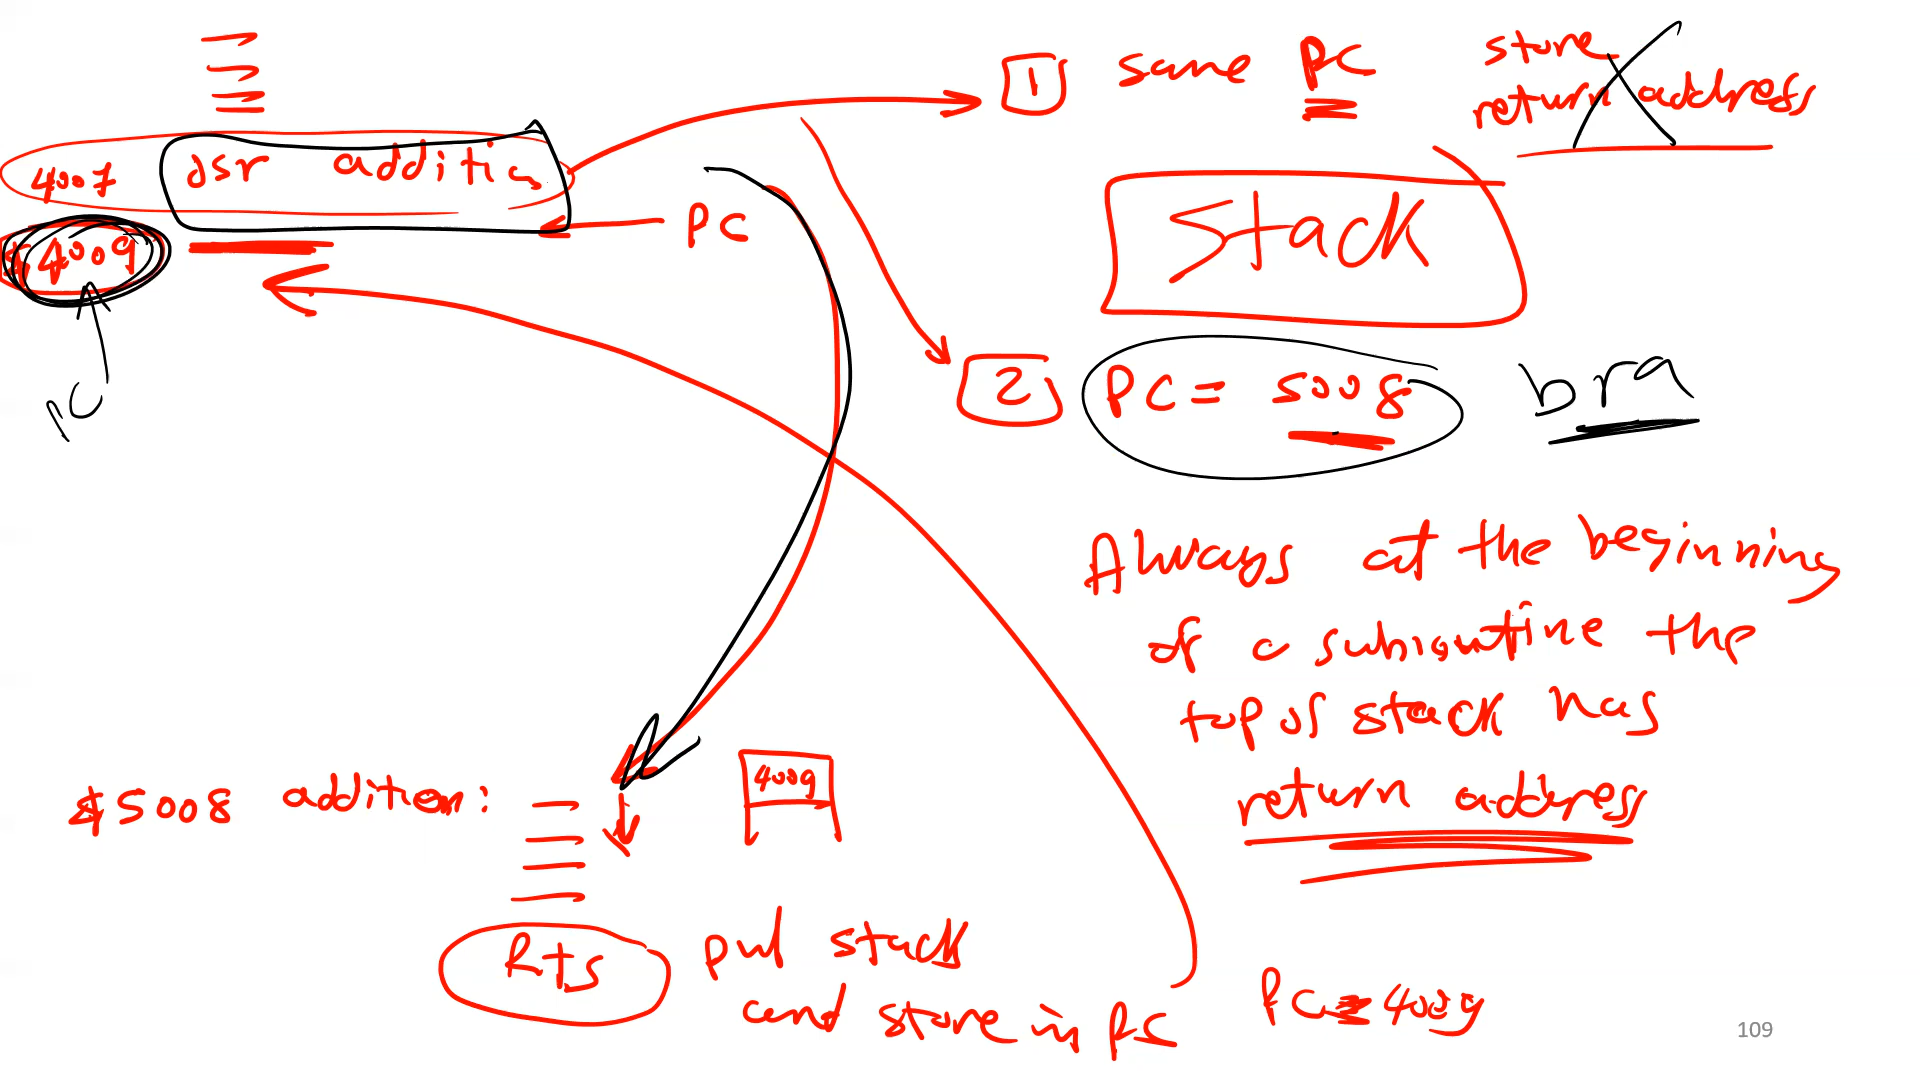 1 same PC
store
return address
4007 jsr addition
$4009
PC
PC
Stack
2 PC = 5008
bra
Always at the beginning
of a subroutine the
top of stack has
return address
$5008 addition:
4009
Rts
pul stack
and store in PC
PC = 4009
109